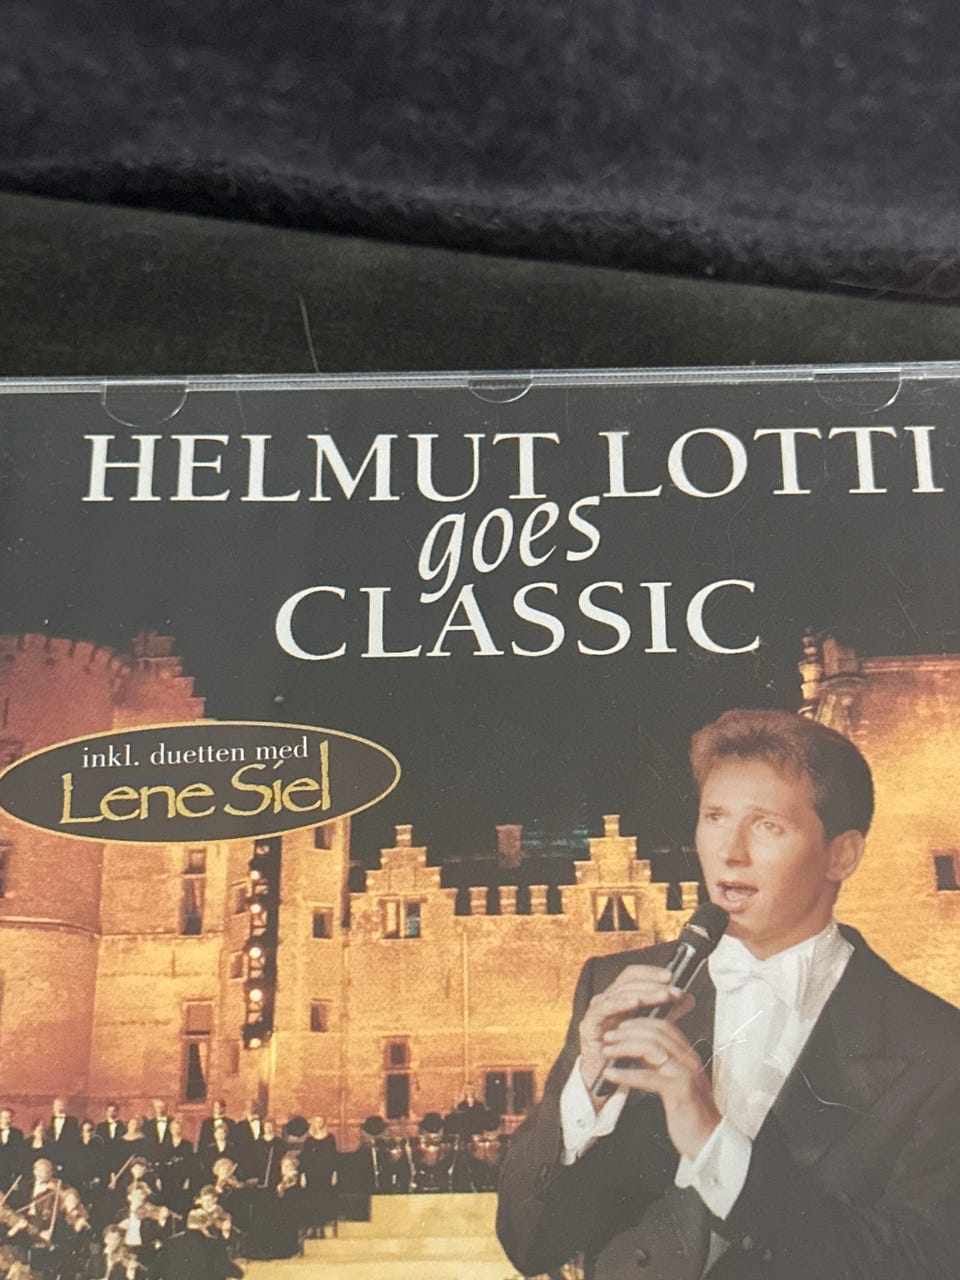 HELMUT LOTTI
goes
CLASSIC
inkl. duetten med
Lene Siel